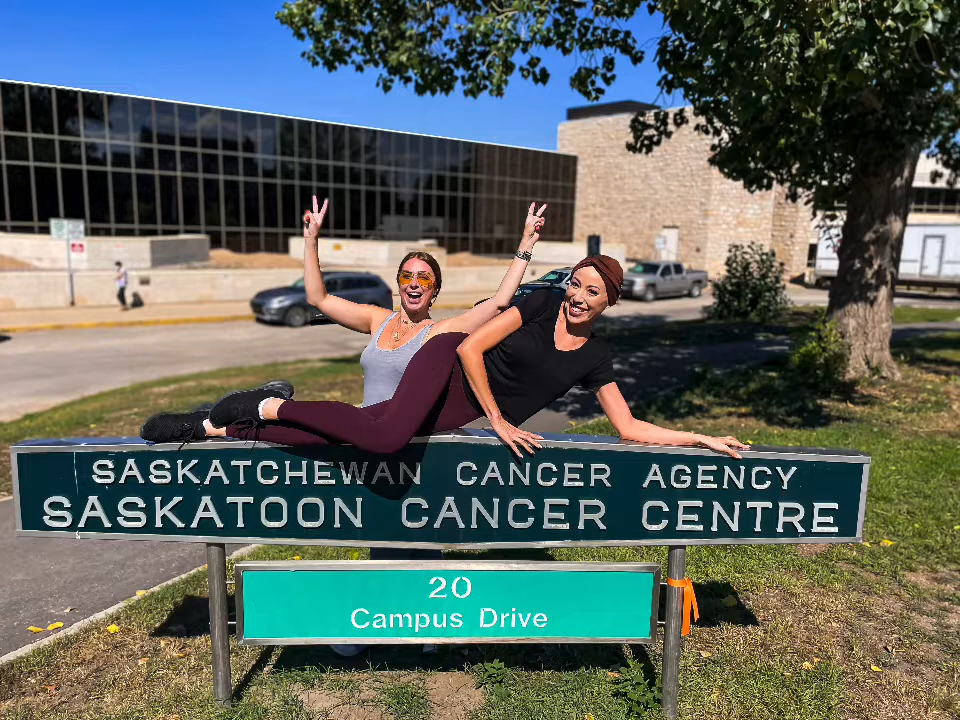 SASKATCHEWAN CANCER AGENCY
SASKATOON CANCER CENTRE
20
Campus Drive